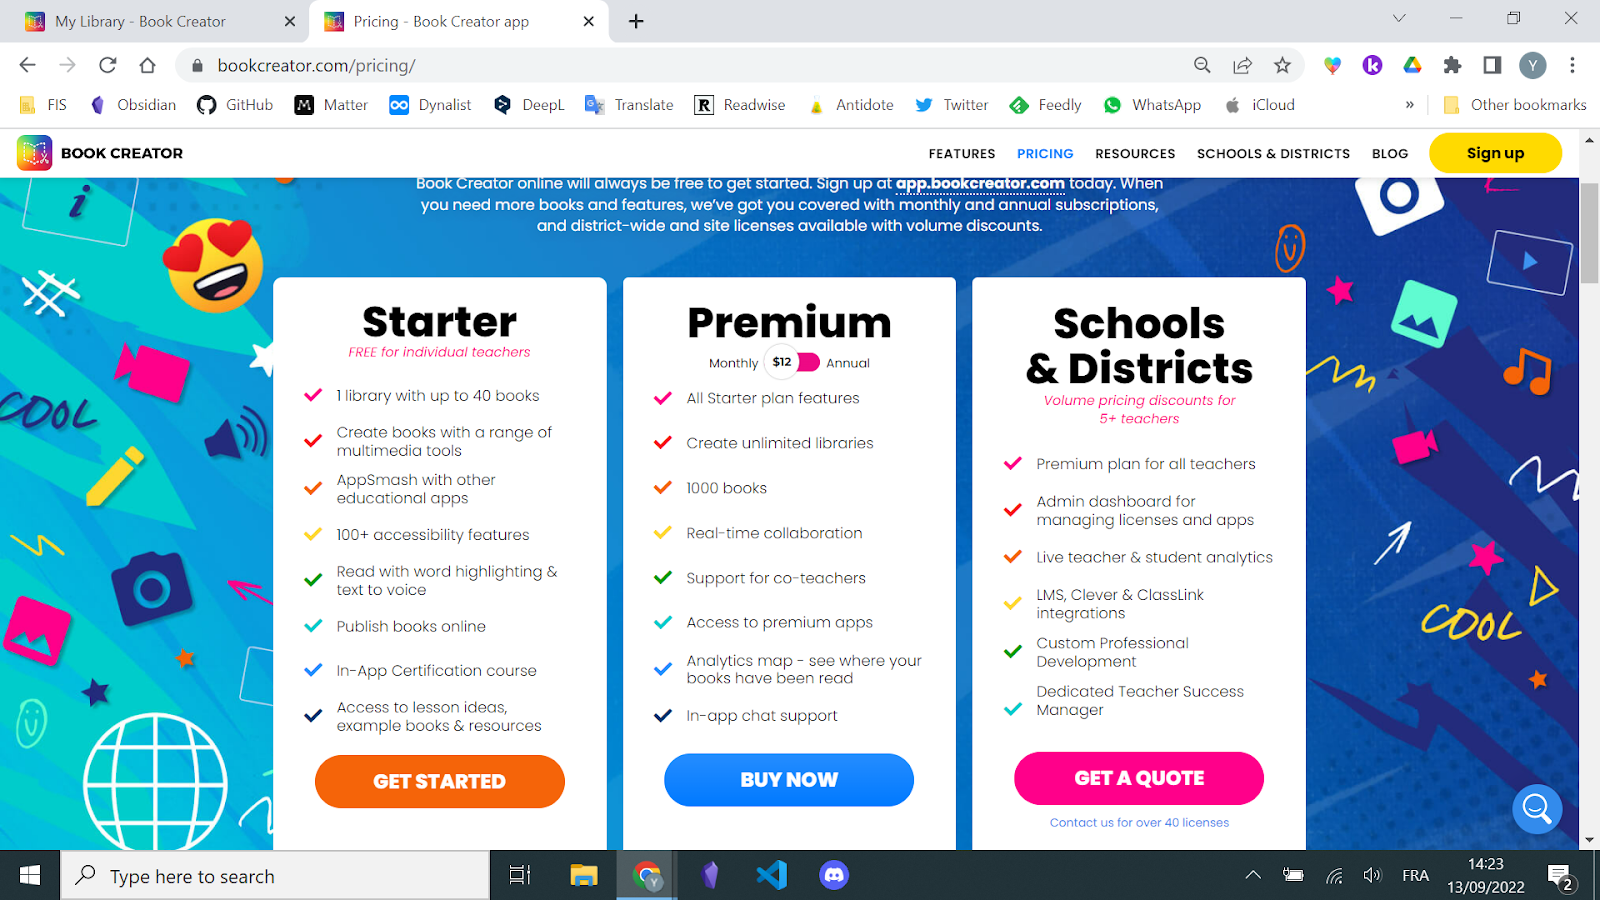 My Library - Book Creator
Pricing - Book Creator app
bookcreator.com/pricing/
Y
FIS
Obsidian
GitHub
Matter
Dynalist
DeepL
Translate
Readwise
Antidote
Twitter
Feedly
WhatsApp
iCloud
»
Other bookmarks
BOOK CREATOR
FEATURES
PRICING
RESOURCES
SCHOOLS & DISTRICTS
BLOG
Sign up
Book Creator online will always be free to get started. Sign up at app.bookcreator.com today. When
you need more books and features, we've got you covered with monthly and annual subscriptions,
and district-wide and site licenses available with volume discounts.
COOL
Starter
FREE for individual teachers
1 library with up to 40 books
Create books with a range of
multimedia tools
AppSmash with other
educational apps
100+ accessibility features
Read with word highlighting &
text to voice
Publish books online
In-App Certification course
Access to lesson ideas,
example books & resources
GET STARTED
Premium
Monthly $12 Annual
All Starter plan features
Create unlimited libraries
1000 books
Real-time collaboration
Support for co-teachers
Access to premium apps
Analytics map - see where your
books have been read
In-app chat support
BUY NOW
Schools
& Districts
Volume pricing discounts for
5+ teachers
Premium plan for all teachers
Admin dashboard for
managing licenses and apps
Live teacher & student analytics
LMS, Clever & ClassLink
integrations
Custom Professional
Development
Dedicated Teacher Success
Manager
GET A QUOTE
Contact us for over 40 licenses
COOL
Type here to search
Y
FRA
14:23
13/09/2022
2